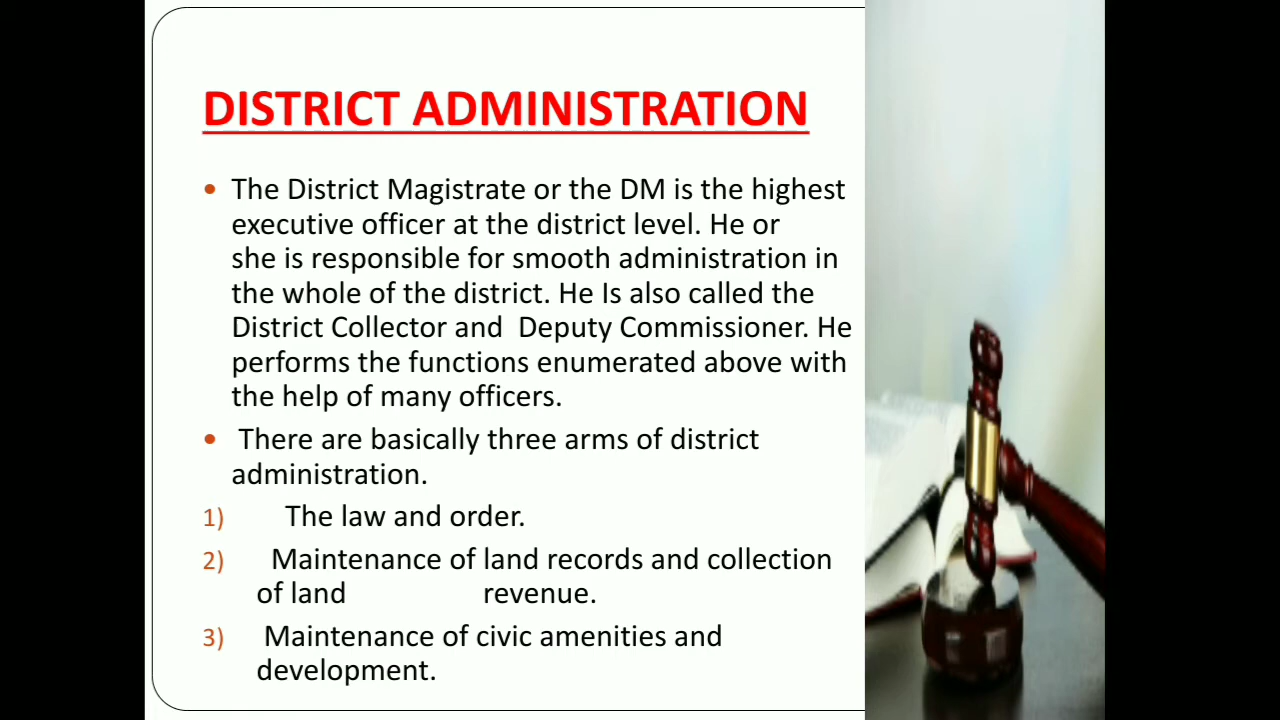 DISTRICT ADMINISTRATION
• The District Magistrate or the DM is the highest
executive officer at the district level. He or
she is responsible for smooth administration in
the whole of the district. He Is also called the
District Collector and  Deputy Commissioner. He
performs the functions enumerated above with
the help of many officers.
• There are basically three arms of district
administration.
1) The law and order.
2) Maintenance of land records and collection
of land revenue.
3) Maintenance of civic amenities and
development.